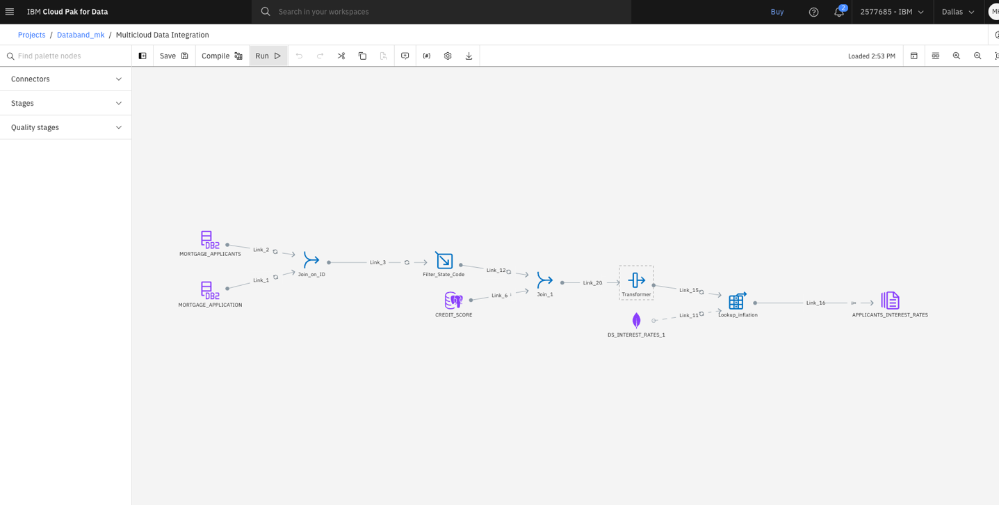 IBM Cloud Pak for Data
Search in your workspaces
Buy
2
2577685 - IBM
Dallas
Projects / Databand_mk / Multicloud Data Integration
Find palette nodes
Save
Compile
Run
Loaded 2:53 PM
Connectors
Stages
Quality stages
DB2
MORTGAGE_APPLICANTS
Link_2
DB2
MORTGAGE_APPLICATION
Link_1
Join_on_ID
Link_3
Filter_State_Code
Link_12
CREDIT_SCORE
Link_6
Join_1
Link_20
Transformer
Link_15
DS_INTEREST_RATES_1
Link_11
Lookup_inflation
Link_16
APPLICANTS_INTEREST_RATES